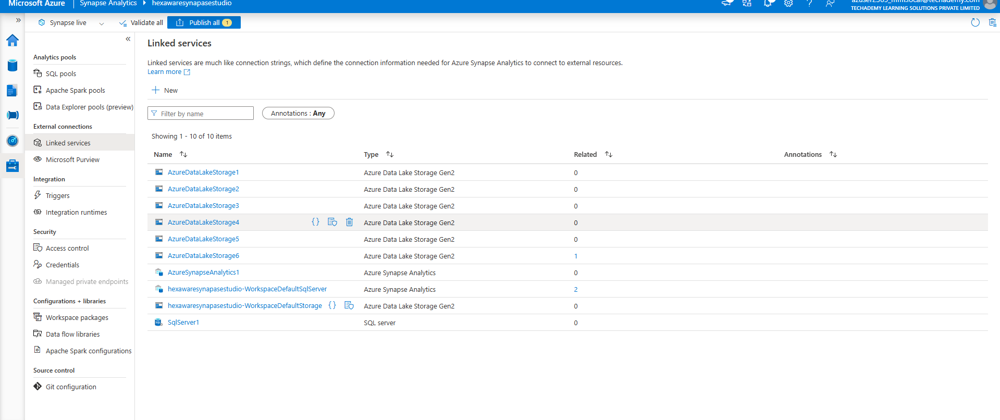 Microsoft Azure
Synapse Analytics
hexawaresynapasestudio
TECHADEMY LEARNING SOLUTIONS PRIVATE LIMITED
Synapse live
Validate all
Publish all 1
Analytics pools
SQL pools
Apache Spark pools
Data Explorer pools (preview)
External connections
Linked services
Microsoft Purview
Integration
Triggers
Integration runtimes
Security
Access control
Credentials
Managed private endpoints
Configurations + libraries
Workspace packages
Data flow libraries
Apache Spark configurations
Source control
Git configuration
Linked services
Linked services are much like connection strings, which define the connection information needed for Azure Synapse Analytics to connect to external resources.
Learn more
New
Filter by name
Annotations : Any
Showing 1 - 10 of 10 items
Name Type Related Annotations
AzureDataLakeStorage1 Azure Data Lake Storage Gen2 0
AzureDataLakeStorage2 Azure Data Lake Storage Gen2 0
AzureDataLakeStorage3 Azure Data Lake Storage Gen2 0
AzureDataLakeStorage4 {} Azure Data Lake Storage Gen2 0
AzureDataLakeStorage5 Azure Data Lake Storage Gen2 0
AzureDataLakeStorage6 Azure Data Lake Storage Gen2 1
AzureSynapseAnalytics1 Azure Synapse Analytics 0
hexawaresynapasestudio-WorkspaceDefaultSqlServer Azure Synapse Analytics 2
hexawaresynapasestudio-WorkspaceDefaultStorage {} Azure Data Lake Storage Gen2 0
SqlServer1 SQL server 0